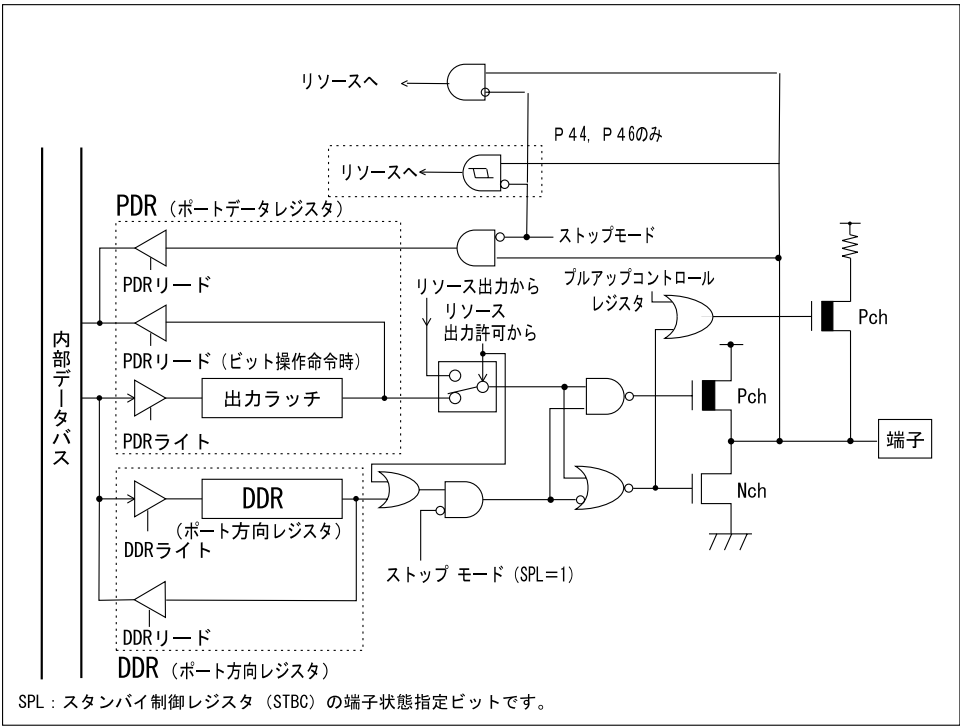 リソースへ
P44, P46のみ
リソースへ
PDR (ポートデータレジスタ)
ストップモード
PDRリード
リソース出力から
リソース
出力許可から
プルアップコントロール
レジスタ
Pch
内部データバス
PDRリード (ビット操作命令時)
出力ラッチ
Pch
PDRライト
端子
DDR
Nch
(ポート方向レジスタ)
DDRライト
ストップ モード (SPL=1)
DDRリード
DDR (ポート方向レジスタ)
SPL : スタンバイ制御レジスタ (STBC) の端子状態指定ビットです。